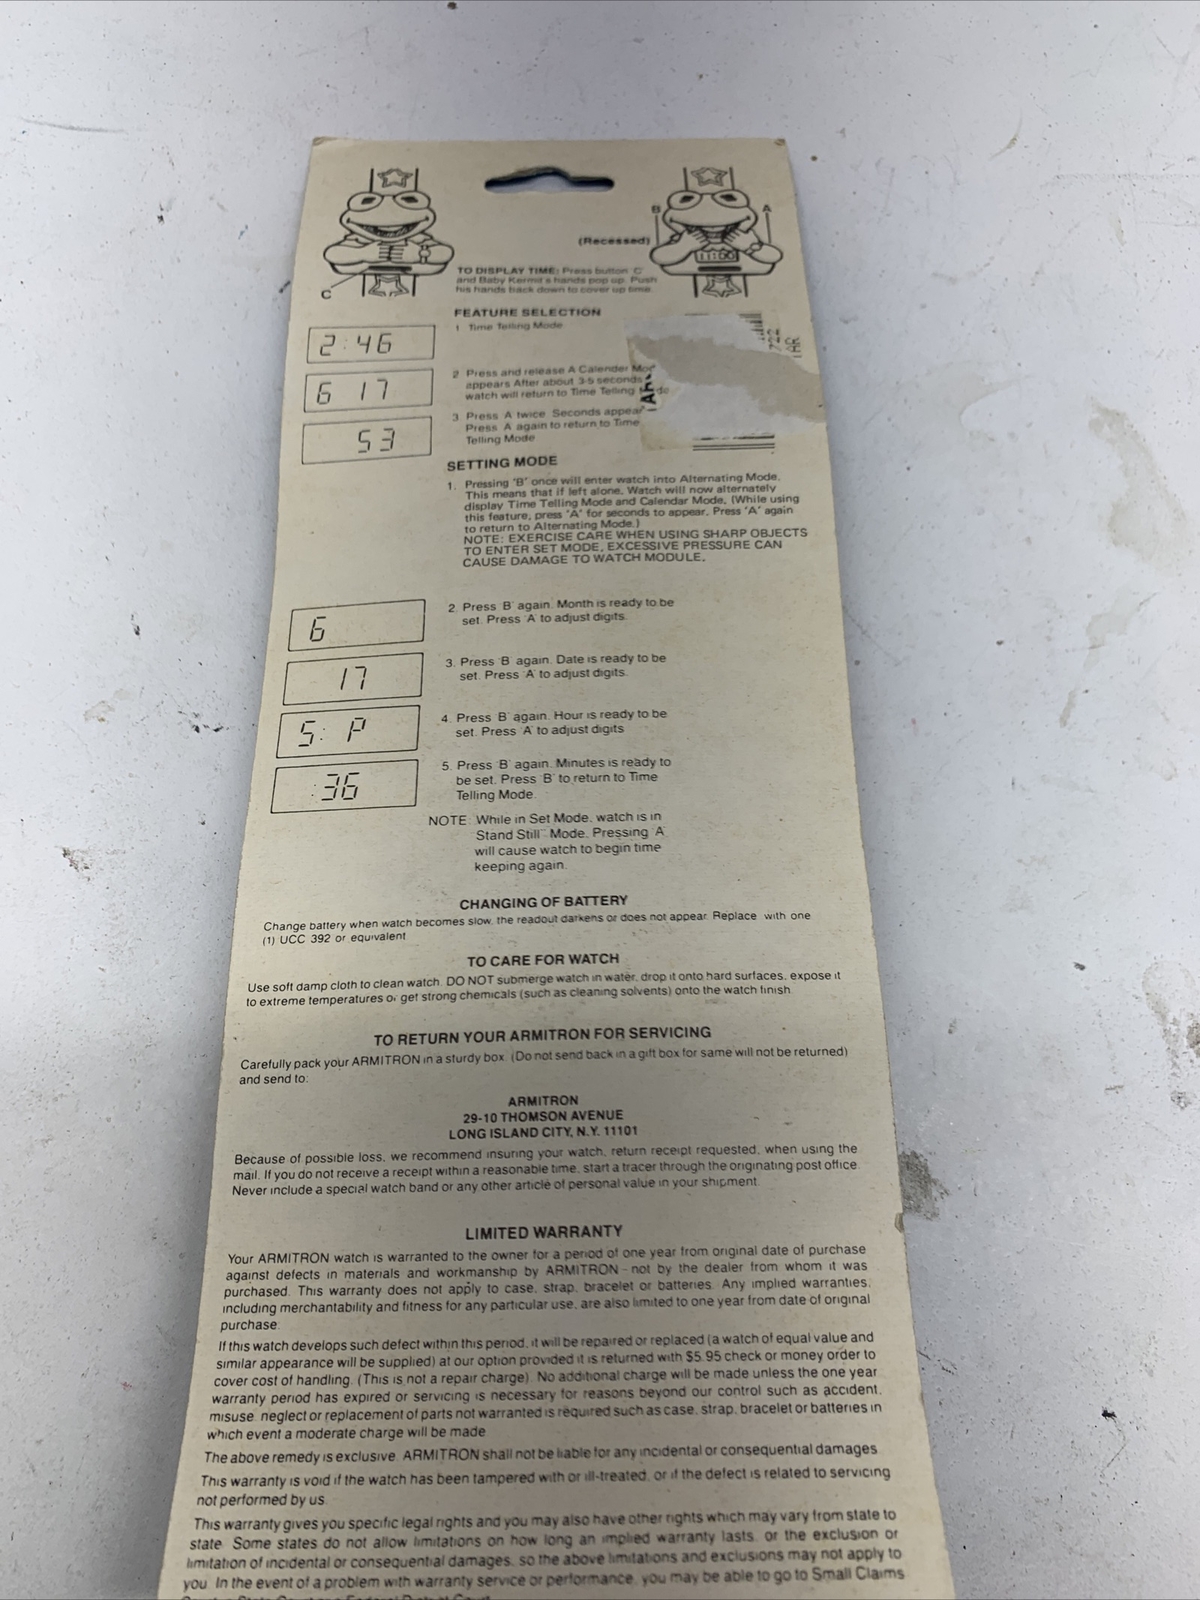 B
A
(Recessed)
11:60
C
TO DISPLAY TIME: Press button 'C'
and Baby Kermit's hands pop up. Push
his hands back down to cover up time.
FEATURE SELECTION
2:46
1 Time Telling Mode
722
AR
6 17
2 Press and release A Calender
appears After about 3-5 seconds
watch will return to Time Telling
53
3 Press A twice Seconds appear
Press A again to return to Time
Telling Mode
SETTING MODE
1. Pressing 'B' once will enter watch into Alternating Mode.
This means that if left alone, Watch will now alternately
display Time Telling Mode and Calendar Mode. (While using
this feature, press 'A' for seconds to appear. Press 'A' again
to return to Alternating Mode.)
NOTE: EXERCISE CARE WHEN USING SHARP OBJECTS
TO ENTER SET MODE, EXCESSIVE PRESSURE CAN
CAUSE DAMAGE TO WATCH MODULE.
6
2. Press 'B' again. Month is ready to be
set. Press 'A' to adjust digits.
17
3. Press 'B' again. Date is ready to be
set. Press 'A' to adjust digits.
5: P
4. Press 'B' again. Hour is ready to be
set. Press 'A' to adjust digits
:36
5. Press 'B' again. Minutes is ready to
be set. Press 'B' to return to Time
Telling Mode.
NOTE: While in Set Mode, watch is in
Stand Still" Mode. Pressing 'A'
will cause watch to begin time
keeping again.
CHANGING OF BATTERY
Change battery when watch becomes slow, the readout darkens or does not appear. Replace with one
(1) UCC 392 or equivalent
TO CARE FOR WATCH
Use soft damp cloth to clean watch. DO NOT submerge watch in water, drop it onto hard surfaces, expose it
to extreme temperatures or get strong chemicals (such as cleaning solvents) onto the watch finish.
TO RETURN YOUR ARMITRON FOR SERVICING
Carefully pack your ARMITRON in a sturdy box. (Do not send back in a gift box for same will not be returned)
and send to:
ARMITRON
29-10 THOMSON AVENUE
LONG ISLAND CITY, N.Y. 11101
Because of possible loss, we recommend insuring your watch, return receipt requested, when using the
mail. If you do not receive a receipt within a reasonable time, start a tracer through the originating post office.
Never include a special watch band or any other article of personal value in your shipment.
LIMITED WARRANTY
Your ARMITRON watch is warranted to the owner for a period of one year from original date of purchase
against defects in materials and workmanship by ARMITRON - not by the dealer from whom it was
purchased. This warranty does not apply to case, strap, bracelet or batteries. Any implied warranties,
including merchantability and fitness for any particular use, are also limited to one year from date of original
purchase.
If this watch develops such defect within this period, it will be repaired or replaced (a watch of equal value and
similar appearance will be supplied) at our option provided it is returned with $5.95 check or money order to
cover cost of handling. (This is not a repair charge). No additional charge will be made unless the one year
warranty period has expired or servicing is necessary for reasons beyond our control such as accident,
misuse, neglect or replacement of parts not warranted is required such as case, strap, bracelet or batteries in
which event a moderate charge will be made
The above remedy is exclusive. ARMITRON shall not be liable for any incidental or consequential damages
This warranty is void if the watch has been tampered with or ill-treated, or if the defect is related to servicing
not performed by us.
This warranty gives you specific legal rights and you may also have other rights which may vary from state to
state. Some states do not allow limitations on how long an implied warranty lasts, or the exclusion or
limitation of incidental or consequential damages, so the above limitations and exclusions may not apply to
you. In the event of a problem with warranty service or performance, you may be able to go to Small Claims